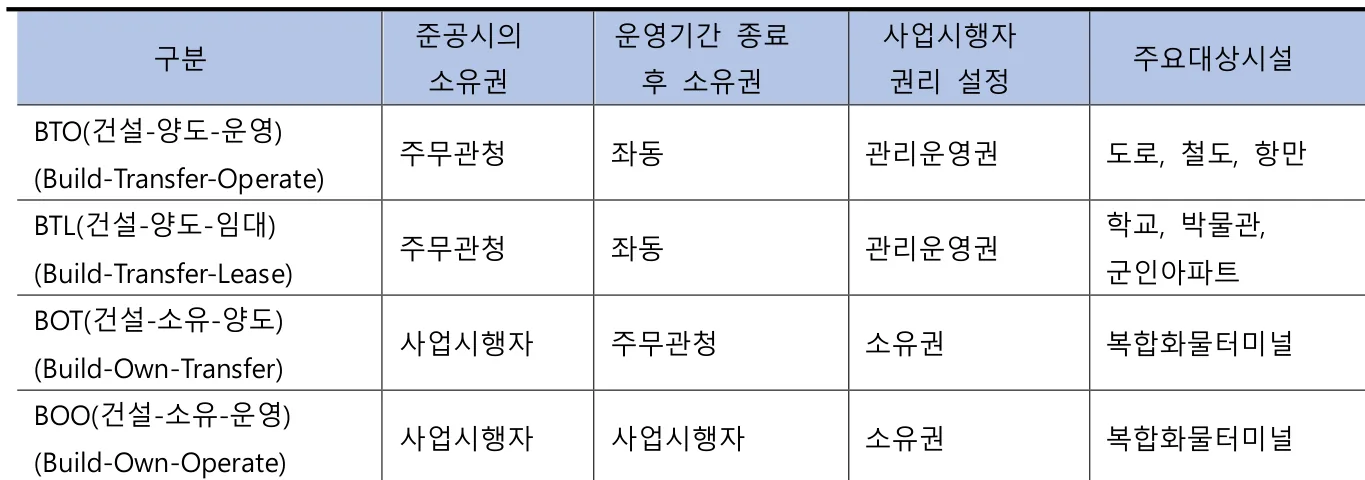 구분
준공시의
소유권
운영기간 종료
후 소유권
사업시행자
권리 설정
주요대상시설
BTO(건설-양도-운영)
(Build-Transfer-Operate)
주무관청
좌동
관리운영권
도로, 철도, 항만
BTL(건설-양도-임대)
(Build-Transfer-Lease)
주무관청
좌동
관리운영권
학교, 박물관,
군인아파트
BOT(건설-소유-양도)
(Build-Own-Transfer)
사업시행자
주무관청
소유권
복합화물터미널
BOO(건설-소유-운영)
(Build-Own-Operate)
사업시행자
사업시행자
소유권
복합화물터미널